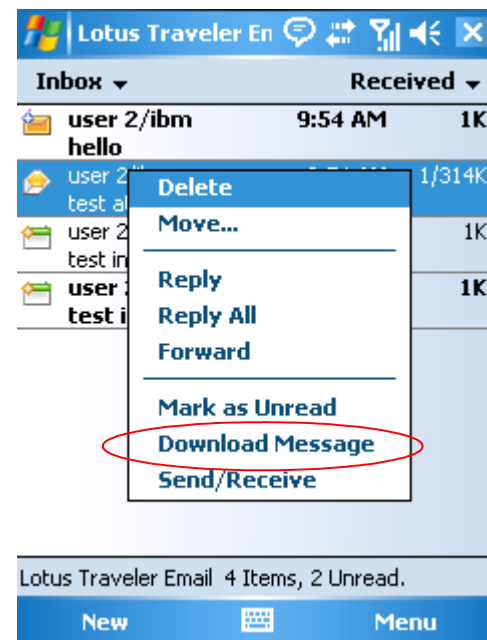 Lotus Traveler En
Inbox Received
user 2/ibm 9:54 AM 1K
hello
user 2 1/314K
test
Delete
Move...
user 2 1K
test in
Reply
user 1K
test i
Reply All
Forward
Mark as Unread
Download Message
Send/Receive
Lotus Traveler Email 4 Items, 2 Unread.
New Menu